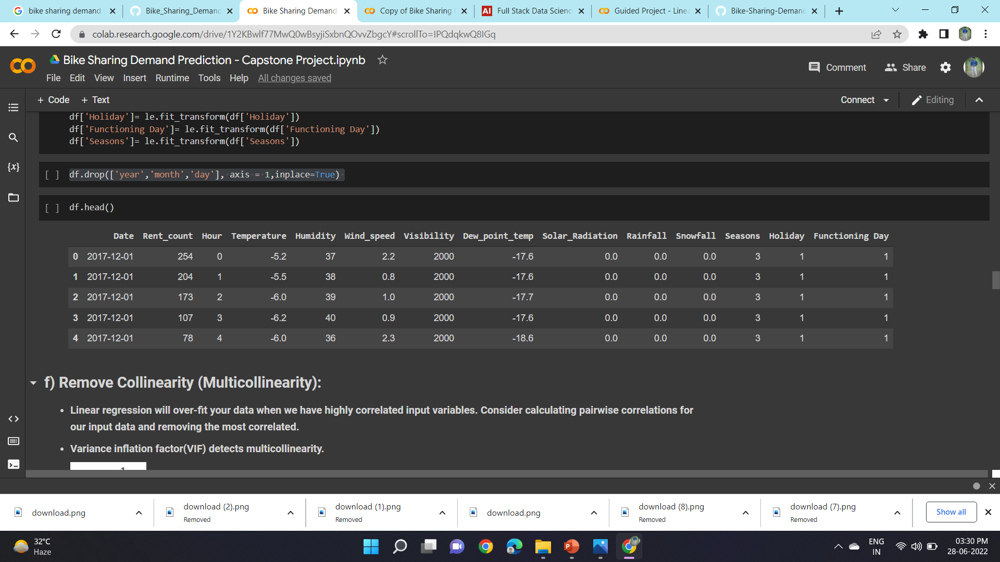 bike sharing demand
Bike_Sharing_Demand
Bike Sharing Demand
Copy of Bike Sharing
AI Full Stack Data Scienc
Guided Project - Line
Bike-Sharing-Deman
colab.research.google.com/drive/1Y2KBwlf77MwQ0wBsyjiSxbnQOvvZbgcY#scrollTo=IPQdqkwQ8IGq
Bike Sharing Demand Prediction - Capstone Project.ipynb
Comment Share
File Edit View Insert Runtime Tools Help All changes saved
+ Code + Text Connect Editing
df['Holiday']= le.fit_transform(df['Holiday'])
df['Functioning Day']= le.fit_transform(df['Functioning Day'])
df['Seasons']= le.fit_transform(df['Seasons'])
{x}
[ ] df.drop(['year','month','day'], axis = 1,inplace=True)
[ ] df.head()
Date Rent_count Hour Temperature Humidity Wind_speed Visibility Dew_point_temp Solar_Radiation Rainfall Snowfall Seasons Holiday Functioning Day
0 2017-12-01 254 0 -5.2 37 2.2 2000 -17.6 0.0 0.0 0.0 3 1 1
1 2017-12-01 204 1 -5.5 38 0.8 2000 -17.6 0.0 0.0 0.0 3 1 1
2 2017-12-01 173 2 -6.0 39 1.0 2000 -17.7 0.0 0.0 0.0 3 1 1
3 2017-12-01 107 3 -6.2 40 0.9 2000 -17.6 0.0 0.0 0.0 3 1 1
4 2017-12-01 78 4 -6.0 36 2.3 2000 -18.6 0.0 0.0 0.0 3 1 1
f) Remove Collinearity (Multicollinearity):
• Linear regression will over-fit your data when we have highly correlated input variables. Consider calculating pairwise correlations for
our input data and removing the most correlated.
• Variance inflation factor(VIF) detects multicollinearity.
download.png
download (2).png
Removed
download (1).png
Removed
download.png
download (8).png
Removed
download (7).png
Removed
Show all
32°C
Haze
ENG
IN
03:30 PM
28-06-2022